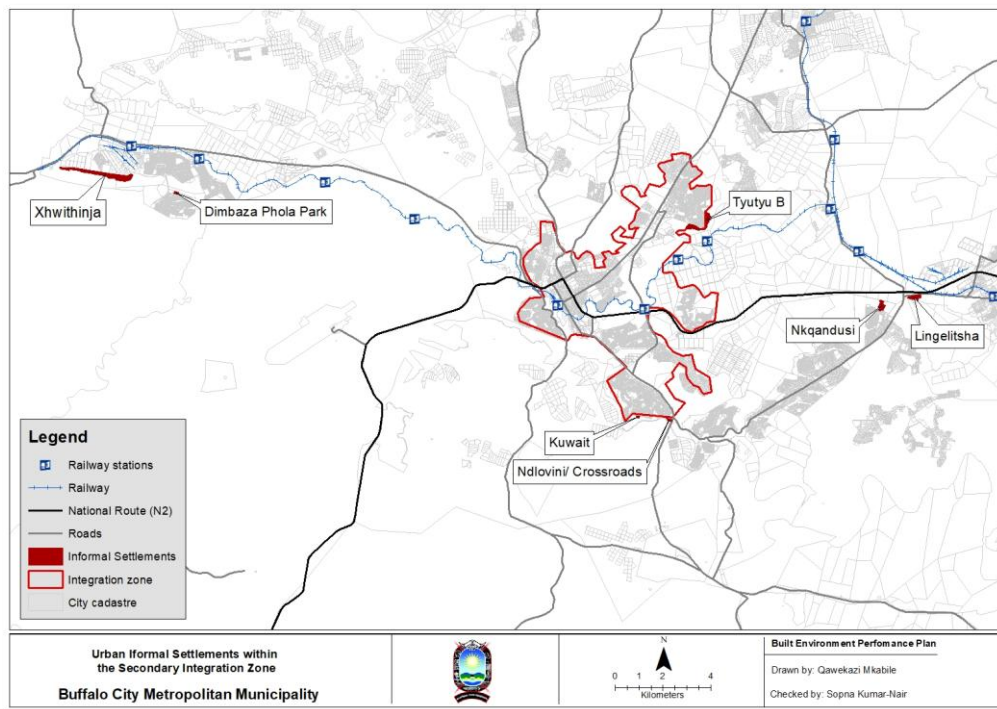 Xhwithinja
Dimbaza Phola Park
Tyutyu B
Nkqandusi
Lingelitsha
Kuwait
Ndlovini/ Crossroads
Legend
Railway stations
Railway
National Route (N2)
Roads
Informal Settlements
Integration zone
City cadastre
Urban Iformal Settlements within
the Secondary Integration Zone
Buffalo City Metropolitan Municipality
N
0 1 2 4
Kilometers
Built Environment Perfomance Plan
Drawn by: Qawekazi Mkabile
Checked by: Sopna Kumar-Nair